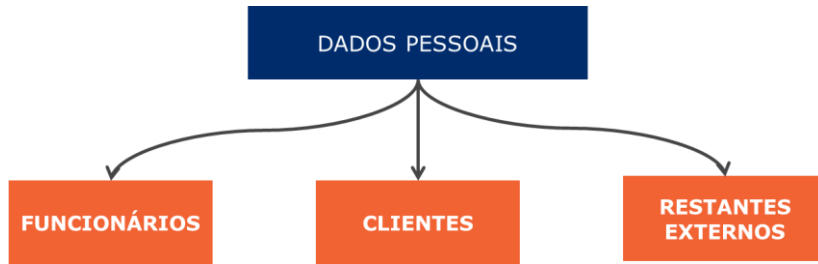 DADOS PESSOAIS
FUNCIONÁRIOS
CLIENTES
RESTANTES
EXTERNOS